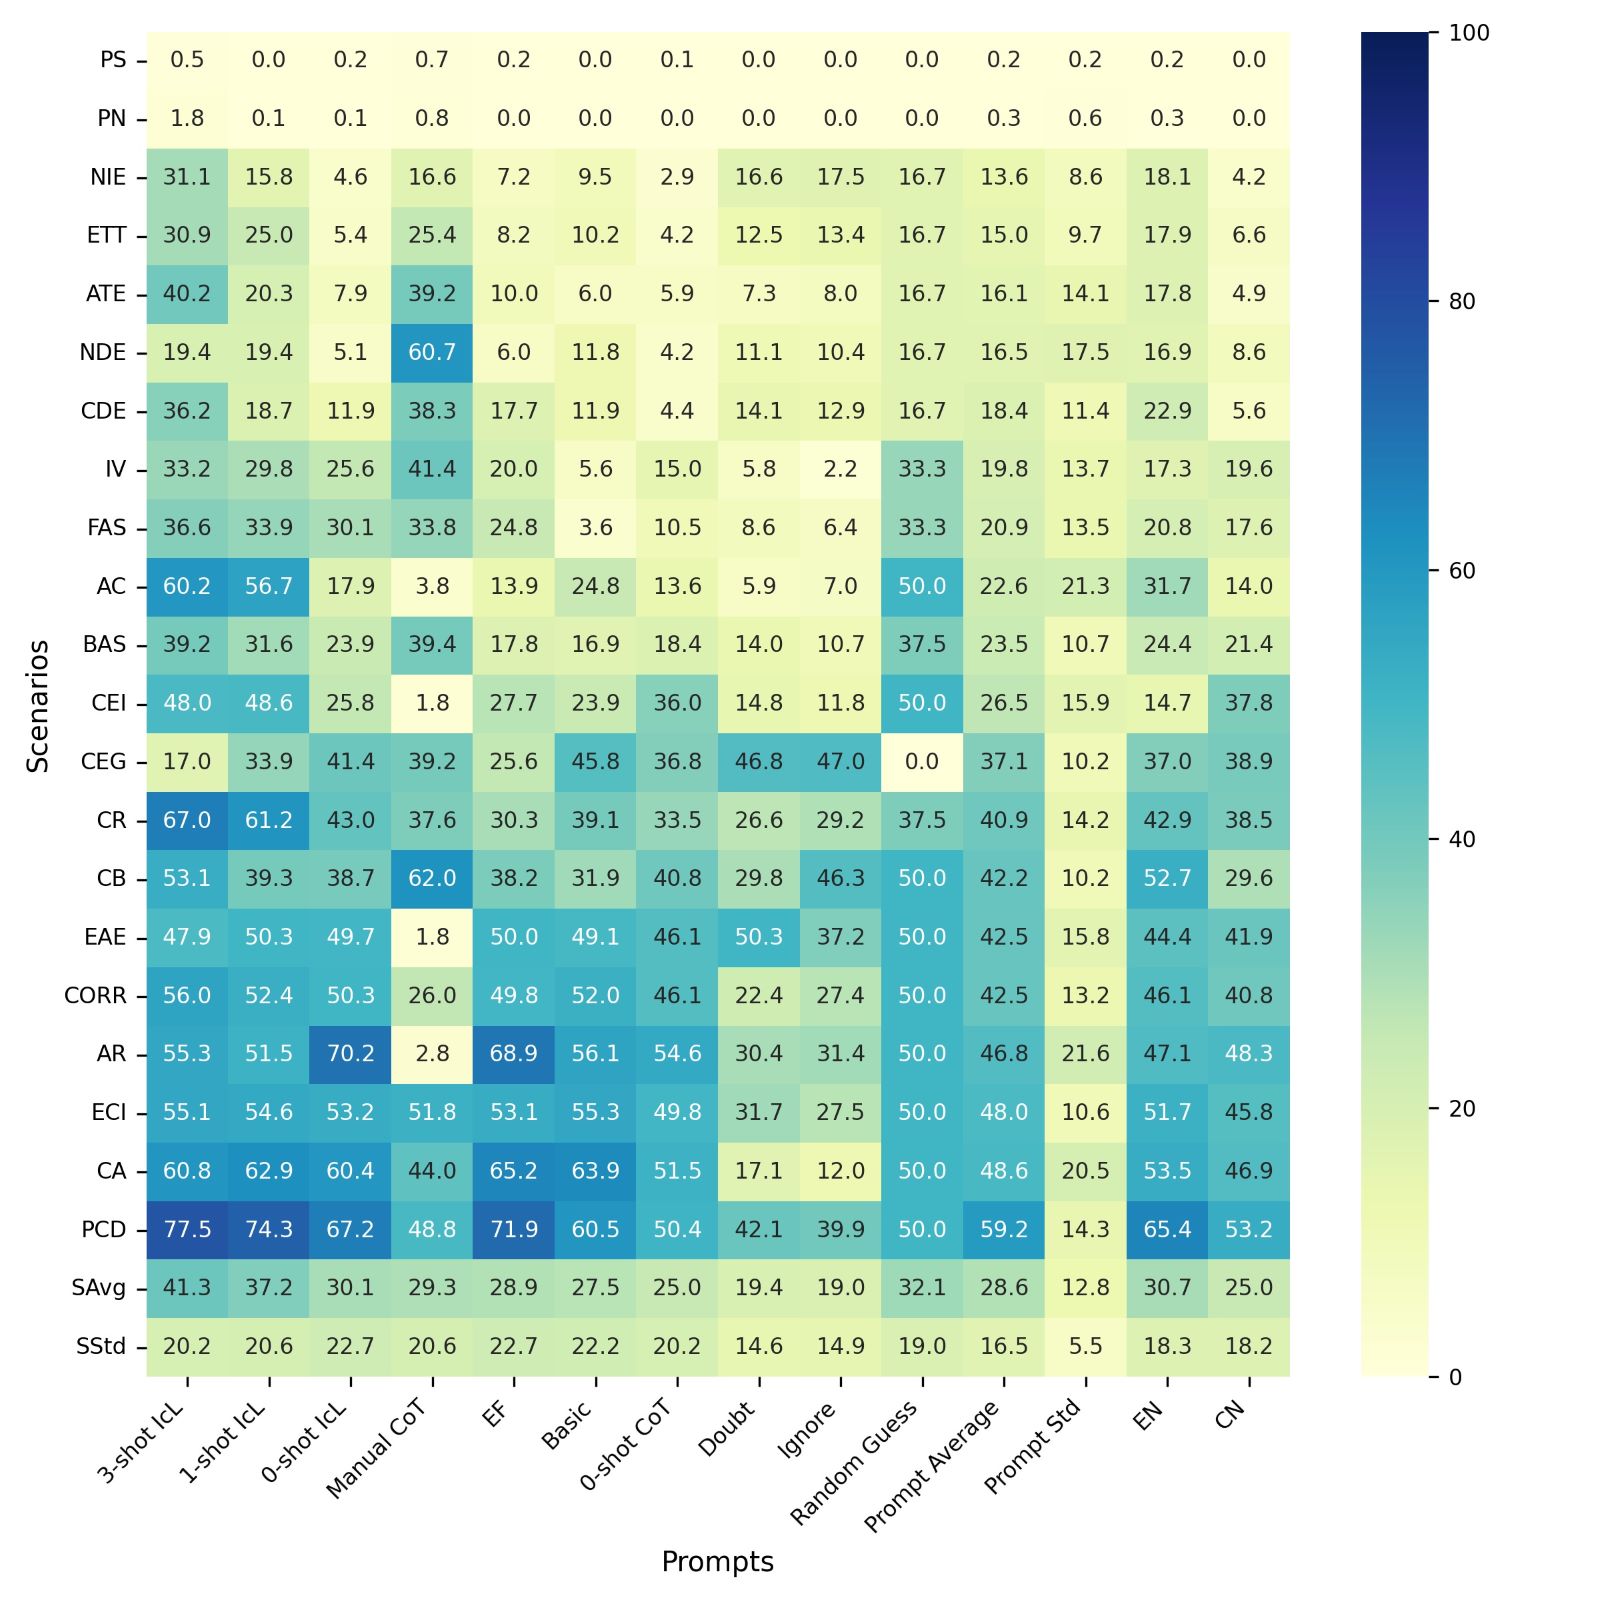 PS 0.5 0.0 0.2 0.7 0.2 0.0 0.1 0.0 0.0 0.0 0.2 0.2 0.2 0.0
PN 1.8 0.1 0.1 0.8 0.0 0.0 0.0 0.0 0.0 0.0 0.3 0.6 0.3 0.0
NIE 31.1 15.8 4.6 16.6 7.2 9.5 2.9 16.6 17.5 16.7 13.6 8.6 18.1 4.2
ETT 30.9 25.0 5.4 25.4 8.2 10.2 4.2 12.5 13.4 16.7 15.0 9.7 17.9 6.6
ATE 40.2 20.3 7.9 39.2 10.0 6.0 5.9 7.3 8.0 16.7 16.1 14.1 17.8 4.9
NDE 19.4 19.4 5.1 60.7 6.0 11.8 4.2 11.1 10.4 16.7 16.5 17.5 16.9 8.6
CDE 36.2 18.7 11.9 38.3 17.7 11.9 4.4 14.1 12.9 16.7 18.4 11.4 22.9 5.6
IV 33.2 29.8 25.6 41.4 20.0 5.6 15.0 5.8 2.2 33.3 19.8 13.7 17.3 19.6
FAS 36.6 33.9 30.1 33.8 24.8 3.6 10.5 8.6 6.4 33.3 20.9 13.5 20.8 17.6
AC 60.2 56.7 17.9 3.8 13.9 24.8 13.6 5.9 7.0 50.0 22.6 21.3 31.7 14.0
BAS 39.2 31.6 23.9 39.4 17.8 16.9 18.4 14.0 10.7 37.5 23.5 10.7 24.4 21.4
CEI 48.0 48.6 25.8 1.8 27.7 23.9 36.0 14.8 11.8 50.0 26.5 15.9 14.7 37.8
CEG 17.0 33.9 41.4 39.2 25.6 45.8 36.8 46.8 47.0 0.0 37.1 10.2 37.0 38.9
CR 67.0 61.2 43.0 37.6 30.3 39.1 33.5 26.6 29.2 37.5 40.9 14.2 42.9 38.5
CB 53.1 39.3 38.7 62.0 38.2 31.9 40.8 29.8 46.3 50.0 42.2 10.2 52.7 29.6
EAE 47.9 50.3 49.7 1.8 50.0 49.1 46.1 50.3 37.2 50.0 42.5 15.8 44.4 41.9
CORR 56.0 52.4 50.3 26.0 49.8 52.0 46.1 22.4 27.4 50.0 42.5 13.2 46.1 40.8
AR 55.3 51.5 70.2 2.8 68.9 56.1 54.6 30.4 31.4 50.0 46.8 21.6 47.1 48.3
ECI 55.1 54.6 53.2 51.8 53.1 55.3 49.8 31.7 27.5 50.0 48.0 10.6 51.7 45.8
CA 60.8 62.9 60.4 44.0 65.2 63.9 51.5 17.1 12.0 50.0 48.6 20.5 53.5 46.9
PCD 77.5 74.3 67.2 48.8 71.9 60.5 50.4 42.1 39.9 50.0 59.2 14.3 65.4 53.2
SAvg 41.3 37.2 30.1 29.3 28.9 27.5 25.0 19.4 19.0 32.1 28.6 12.8 30.7 25.0
SStd 20.2 20.6 22.7 20.6 22.7 22.2 20.2 14.6 14.9 19.0 16.5 5.5 18.3 18.2
3-shot IcL
1-shot IcL
0-shot IcL
Manual CoT
EF
Basic
0-shot CoT
Doubt
Ignore
Random Guess
Prompt Average
Prompt Std
EN
CN
Prompts
Scenarios
100
80
60
40
20
0